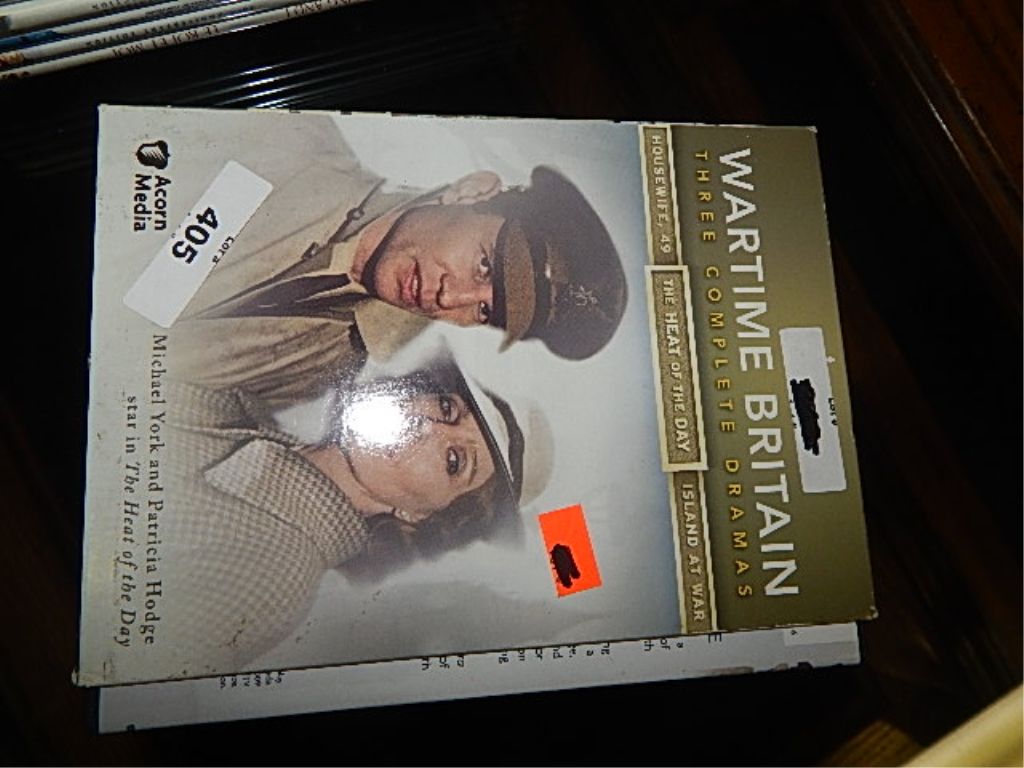 WARTIME BRITAIN
THREE COMPLETE DRAMAS
HOUSEWIFE, 49
THE HEAT OF THE DAY
ISLAND AT WAR
LOT #
405
Acorn
Media
Michael York and Patricia Hodge
star in The Heat of the Day